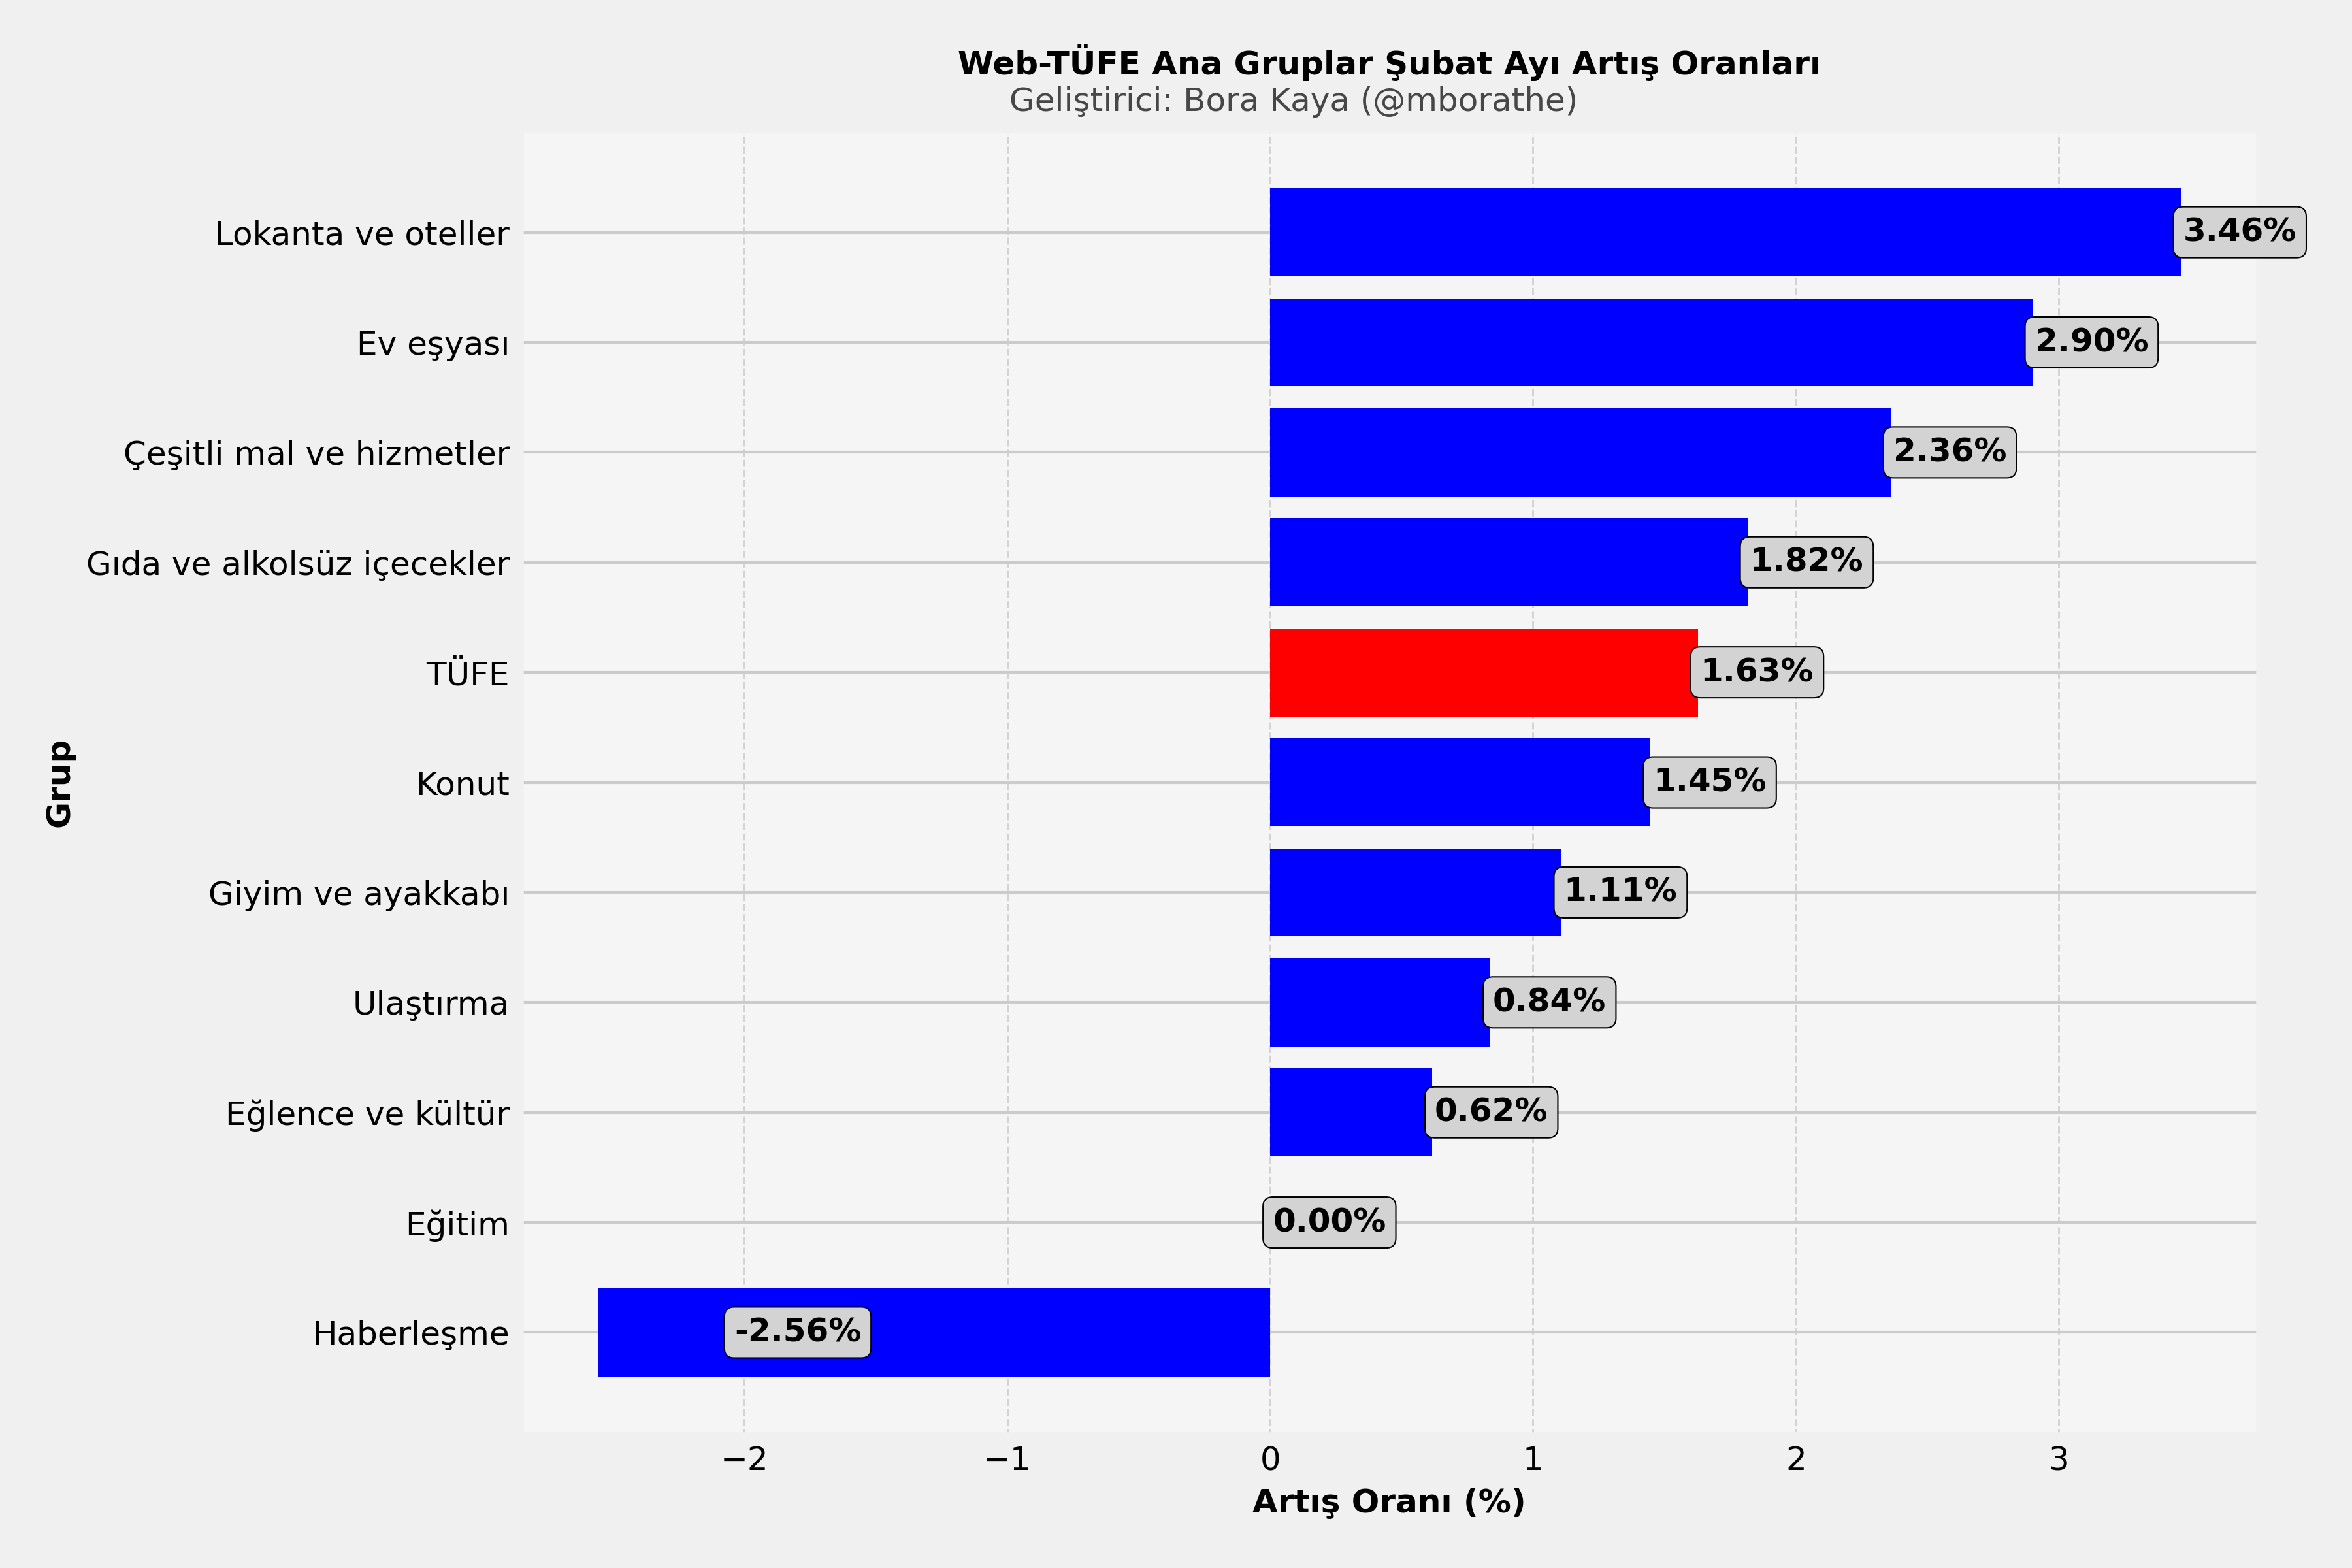 Web-TÜFE Ana Gruplar Şubat Ayı Artış Oranları
Geliştirici: Bora Kaya (@mborathe)
Grup
Lokanta ve oteller 3.46%
Ev eşyası 2.90%
Çeşitli mal ve hizmetler 2.36%
Gıda ve alkolsüz içecekler 1.82%
TÜFE 1.63%
Konut 1.45%
Giyim ve ayakkabı 1.11%
Ulaştırma 0.84%
Eğlence ve kültür 0.62%
Eğitim 0.00%
Haberleşme -2.56%
−2 −1 0 1 2 3
Artış Oranı (%)